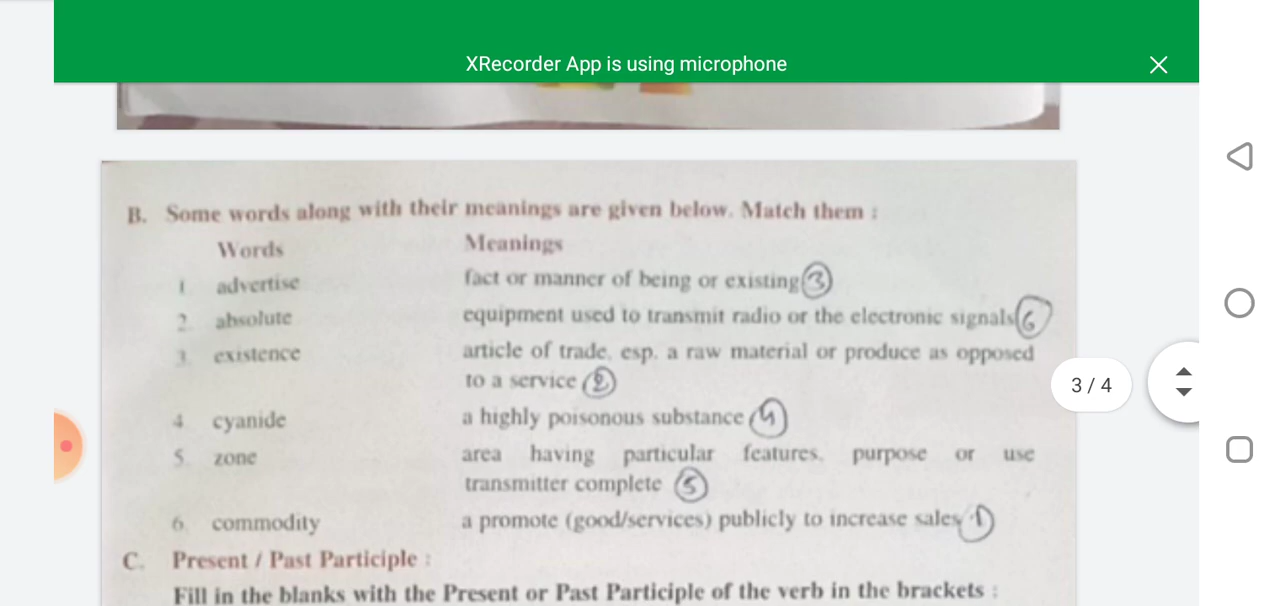 XRecorder App is using microphone
B. Some words along with their meanings are given below. Match them :
Words Meanings
1 advertise fact or manner of being or existing 3
2. absolute equipment used to transmit radio or the electronic signals 6
3. existence article of trade, esp. a raw material or produce as opposed
to a service 2
3 / 4
4 cyanide a highly poisonous substance 4
5. zone area having particular features, purpose or use
transmitter complete 5
6. commodity a promote (good/services) publicly to increase sales 1
C. Present / Past Participle :
Fill in the blanks with the Present or Past Participle of the verb in the brackets :